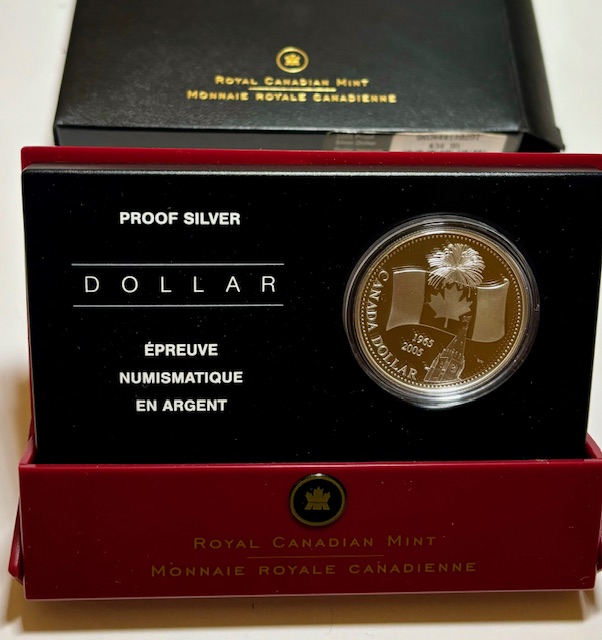 ROYAL CANADIAN MINT
MONNAIE ROYALE CANADIENNE
PROOF SILVER
DOLLAR
ÉPREUVE
NUMISMATIQUE
EN ARGENT
CANADA DOLLAR
1965
2005
ROYAL CANADIAN MINT
MONNAIE ROYALE CANADIENNE